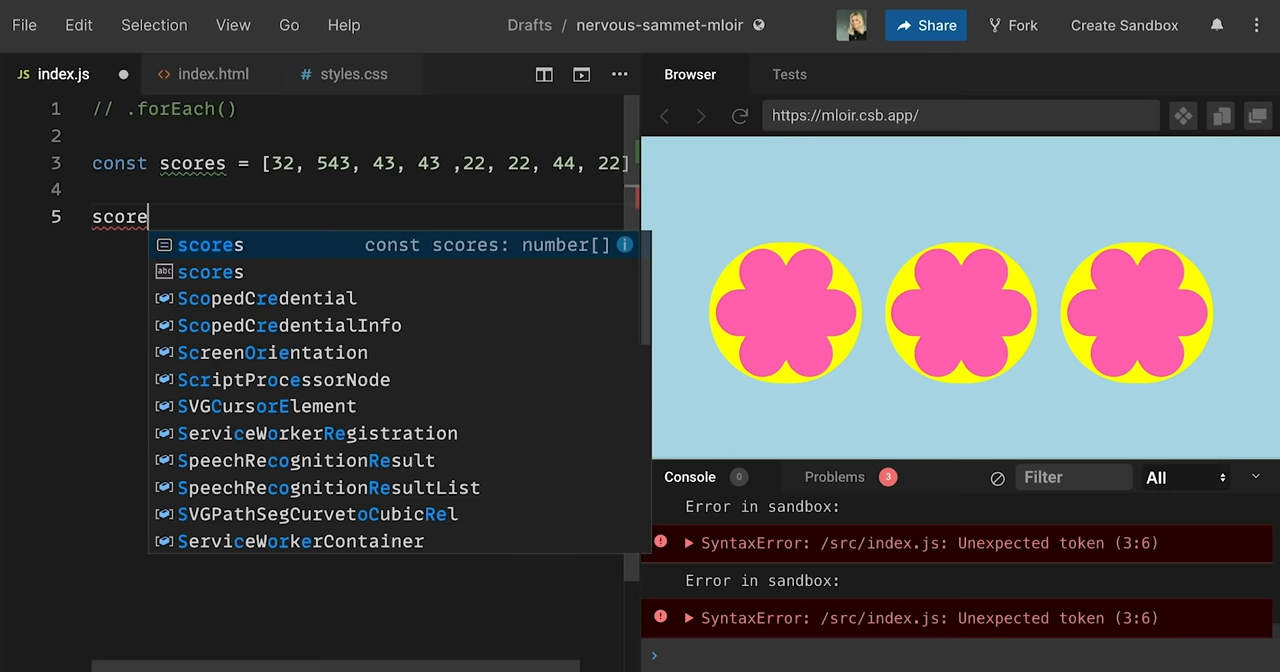 File Edit Selection View Go Help Drafts / nervous-sammet-mloir Share Fork Create Sandbox
JS index.js <> index.html # styles.css Browser Tests
https://mloir.csb.app/
1 // .forEach()
2
3 const scores = [32, 543, 43, 43 ,22, 22, 44, 22]
4
5 score
scores const scores: number[]
abc scores
ScopedCredential
ScopedCredentialInfo
ScreenOrientation
ScriptProcessorNode
SVGCursorElement
ServiceWorkerRegistration
SpeechRecognitionResult
SpeechRecognitionResultList
SVGPathSegCurvetoCubicRel
ServiceWorkerContainer
Console 0 Problems 3 Filter All
Error in sandbox:
SyntaxError: /src/index.js: Unexpected token (3:6)
Error in sandbox:
SyntaxError: /src/index.js: Unexpected token (3:6)